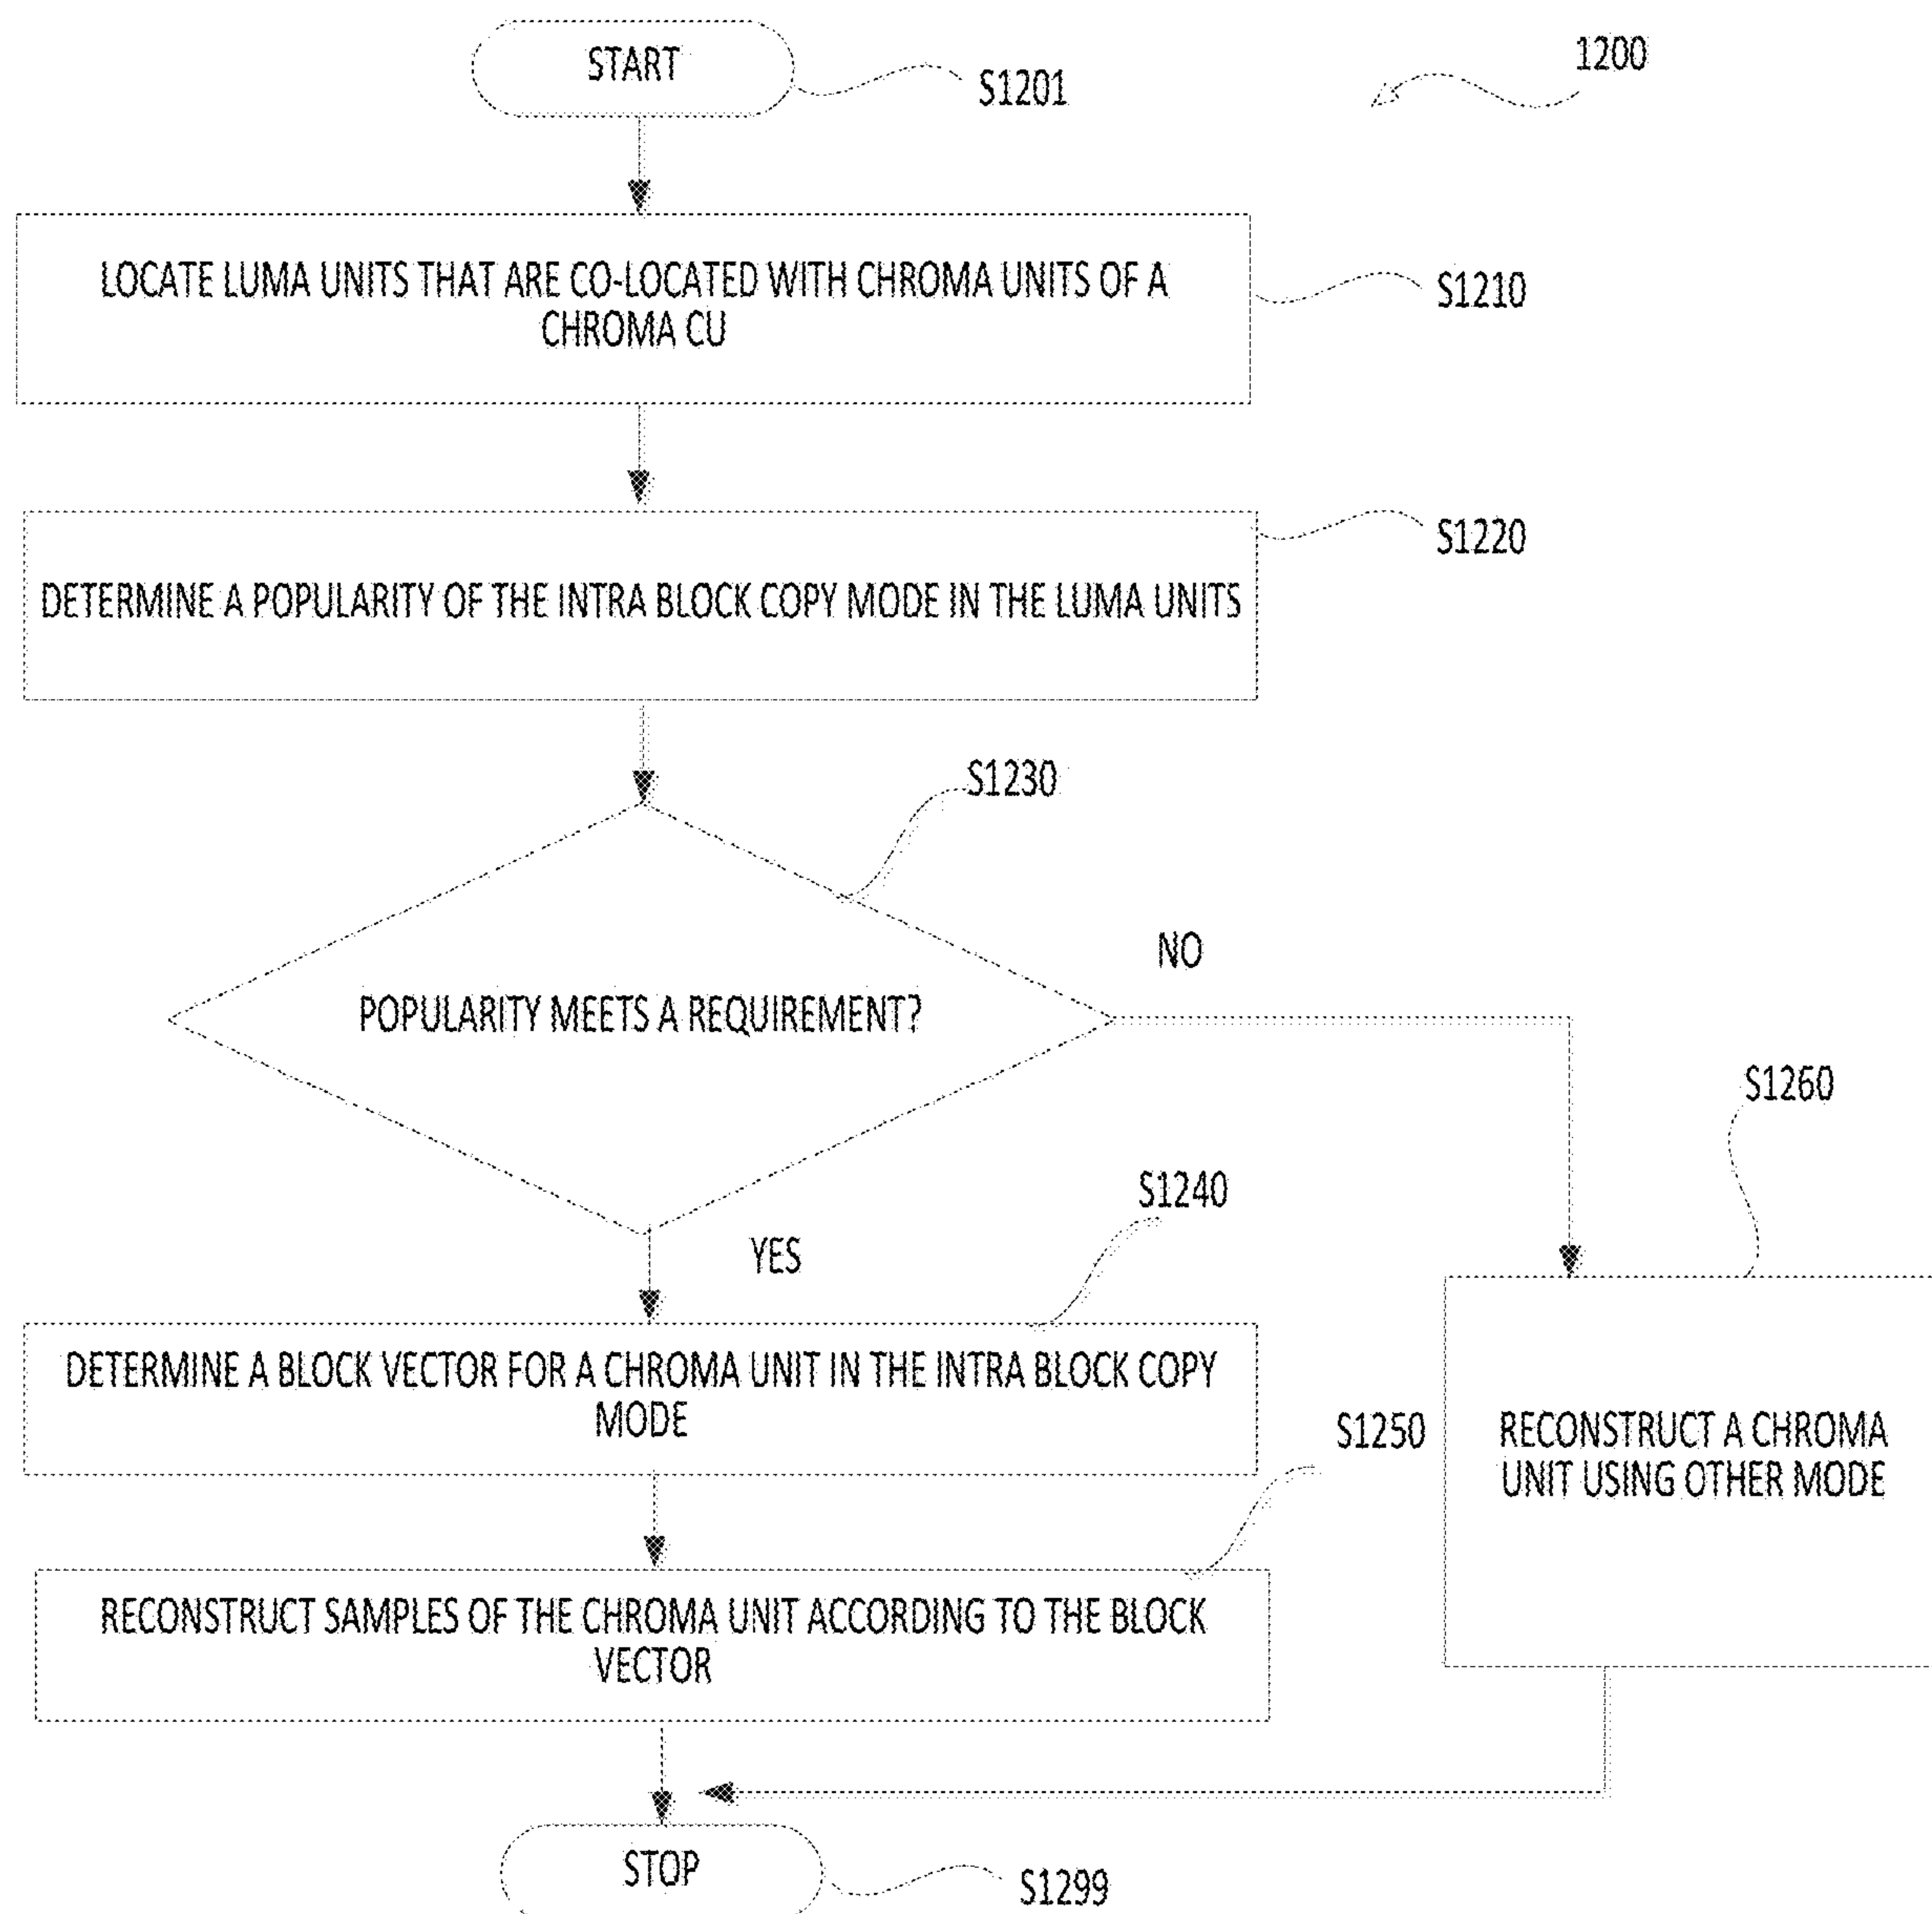 START
S1201
1200
LOCATE LUMA UNITS THAT ARE CO-LOCATED WITH CHROMA UNITS OF A
CHROMA CU
S1210
DETERMINE A POPULARITY OF THE INTRA BLOCK COPY MODE IN THE LUMA UNITS
S1220
S1230
POPULARITY MEETS A REQUIREMENT?
NO
YES
S1240
DETERMINE A BLOCK VECTOR FOR A CHROMA UNIT IN THE INTRA BLOCK COPY
MODE
S1250
RECONSTRUCT SAMPLES OF THE CHROMA UNIT ACCORDING TO THE BLOCK
VECTOR
S1260
RECONSTRUCT A CHROMA
UNIT USING OTHER MODE
STOP
S1299